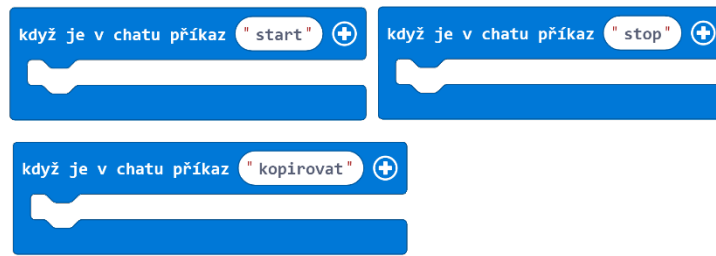 když je v chatu příkaz "start"
když je v chatu příkaz "stop"
když je v chatu příkaz "kopirovat"